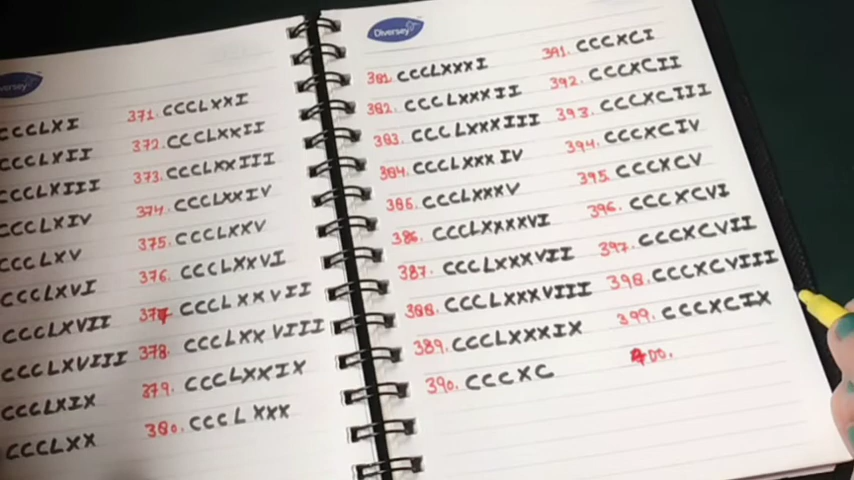 Diversey
CCCLXI
CCCLXII
CCCLXIII
CCCLXIV
CCCLXV
CCCLXVI
CCCLXVII
CCCLXVIII
CCCLXIX
CCCLXX
371. CCCLXXI
372. CCCLXXII
373. CCCLXXIII
374. CCCLXXIV
375. CCCLXXV
376. CCCLXXVI
377. CCCLXXVII
378. CCCLXXVIII
379. CCCLXXIX
380. CCCLXXX
381. CCCLXXXI
382. CCCLXXXII
383. CCCLXXXIII
384. CCCLXXXIV
385. CCCLXXXV
386. CCCLXXXXVI
387. CCCLXXXVII
388. CCCLXXXVIII
389. CCCLXXXIX
390. CCCXC
391. CCCXCI
392. CCCXCII
393. CCCXCIII
394. CCCXCIV
395. CCCXCV
396. CCCXCVI
397. CCCXCVII
398. CCCXCVIII
399. CCCXCIX
400.